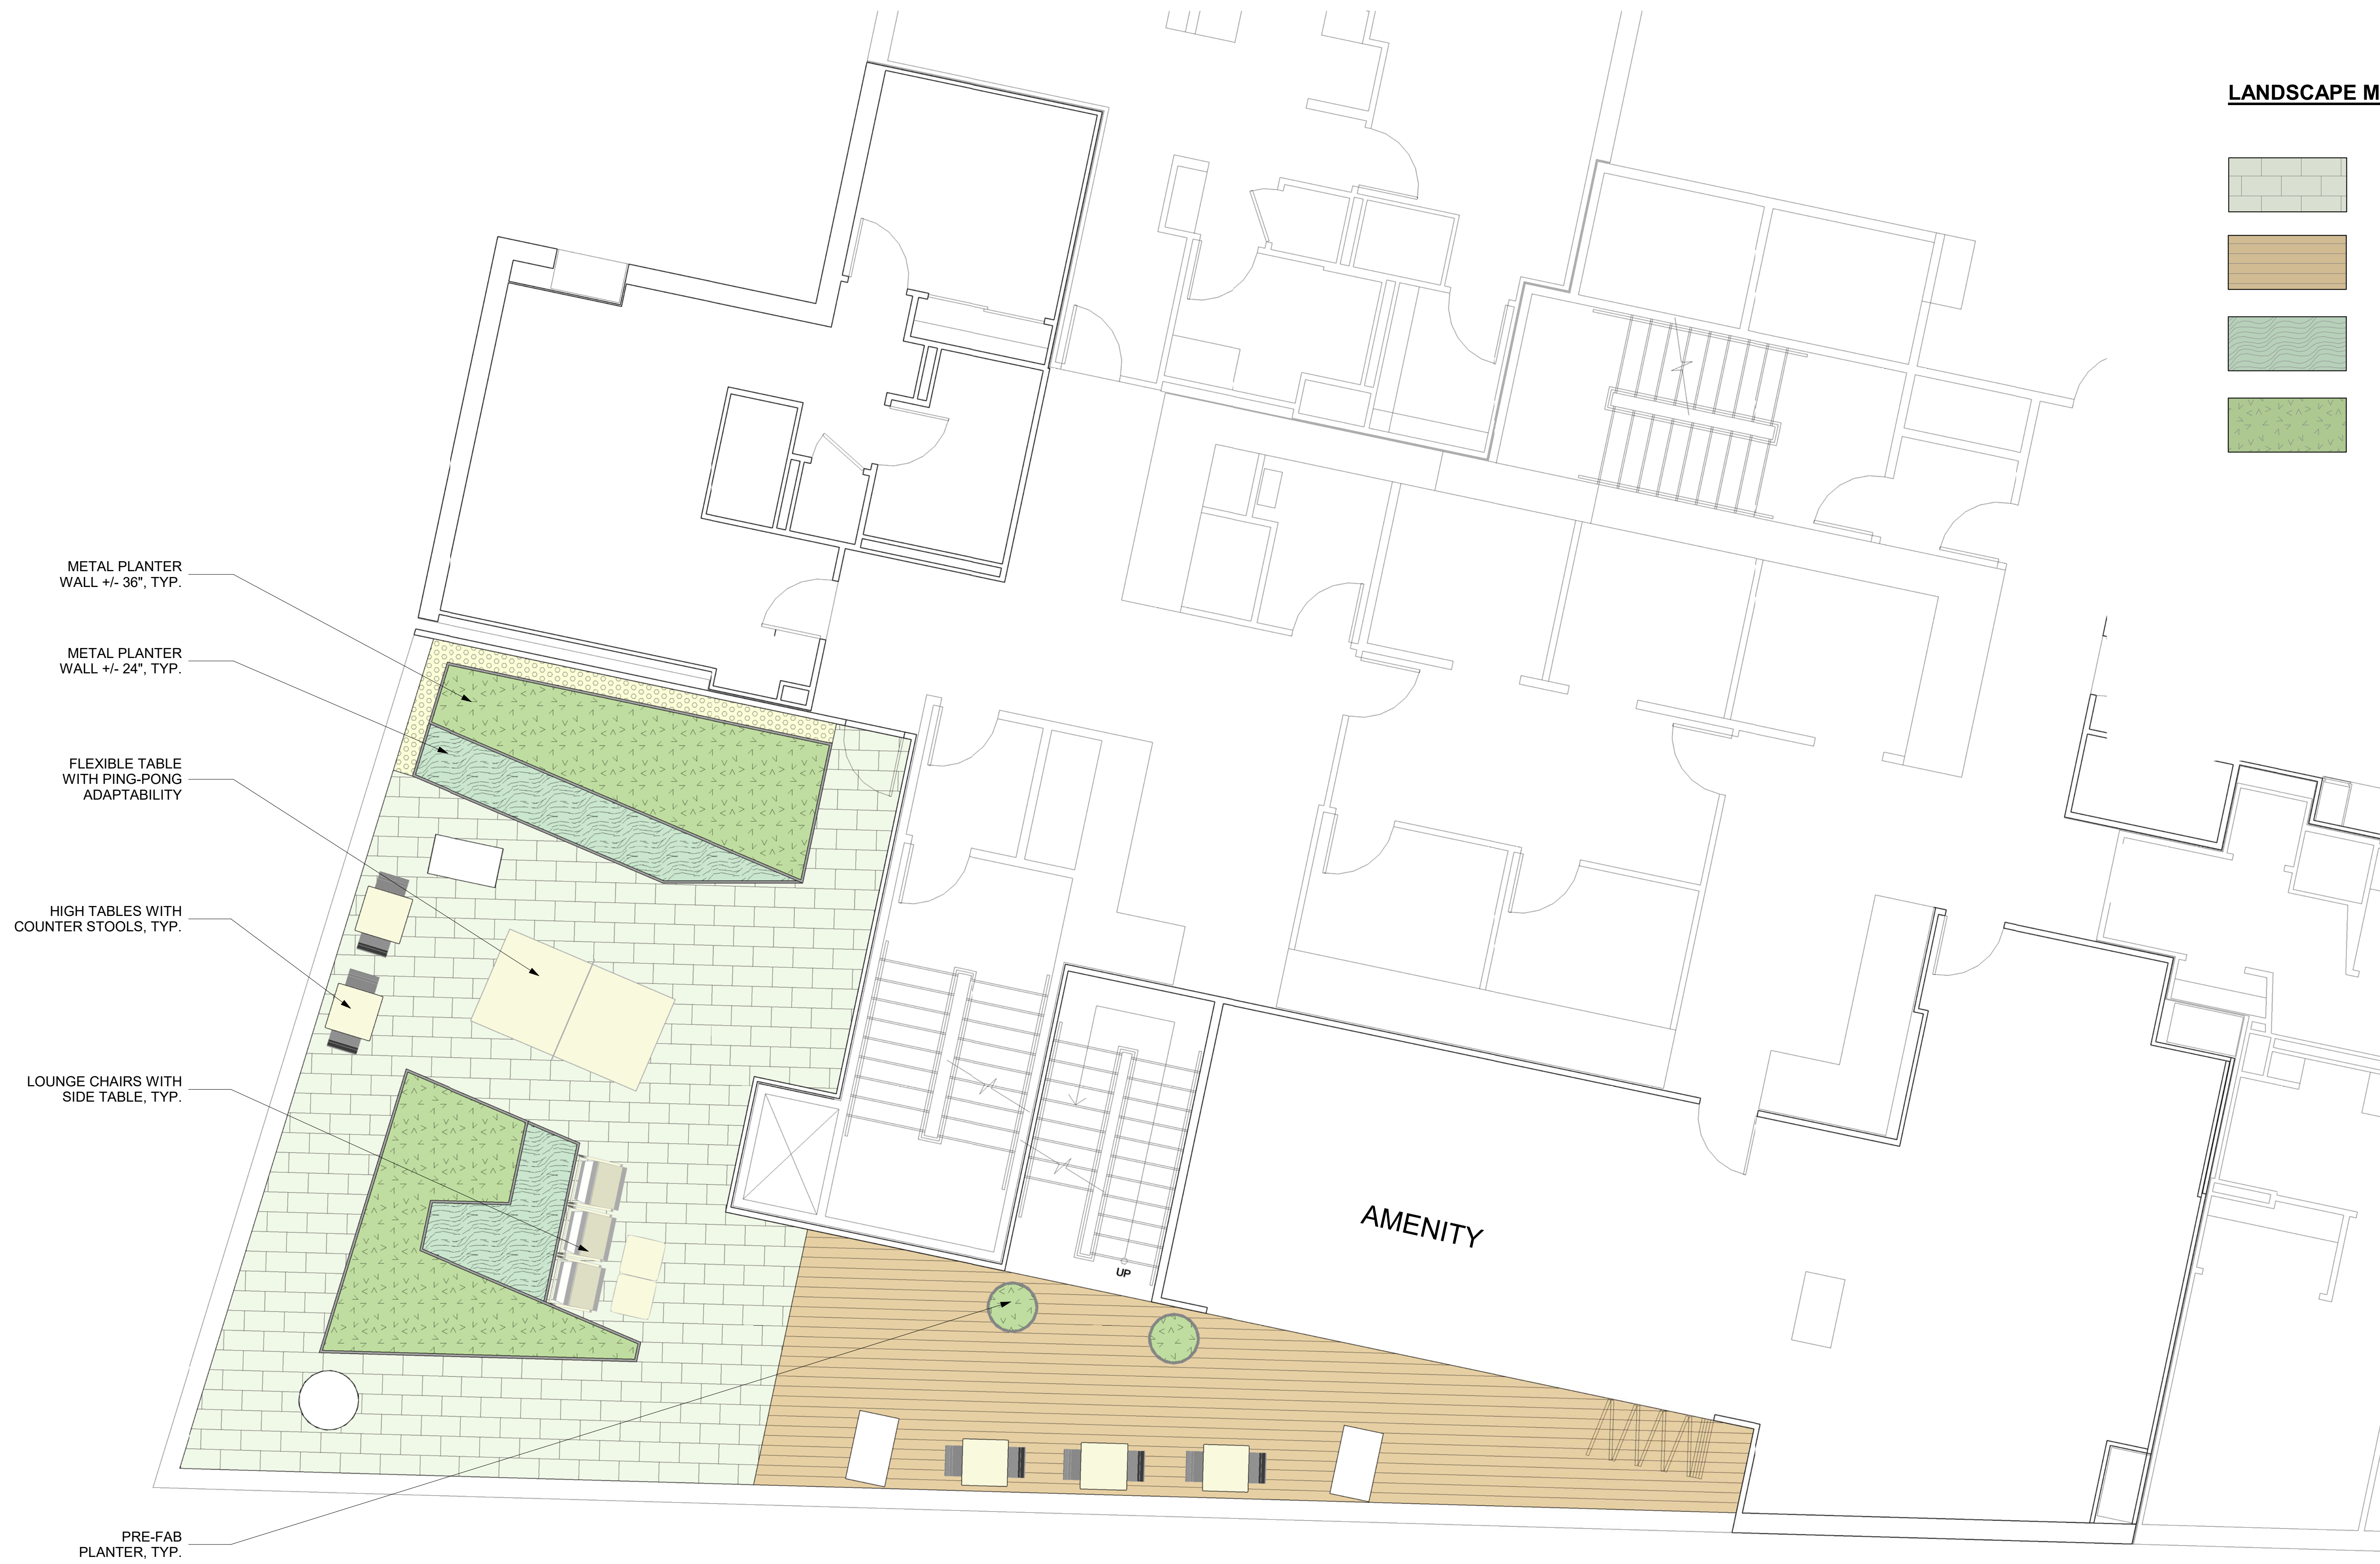 LANDSCAPE M
METAL PLANTER
WALL +/- 36", TYP.
METAL PLANTER
WALL +/- 24", TYP.
FLEXIBLE TABLE
WITH PING-PONG
ADAPTABILITY
HIGH TABLES WITH
COUNTER STOOLS, TYP.
LOUNGE CHAIRS WITH
SIDE TABLE, TYP.
AMENITY
UP
PRE-FAB
PLANTER, TYP.